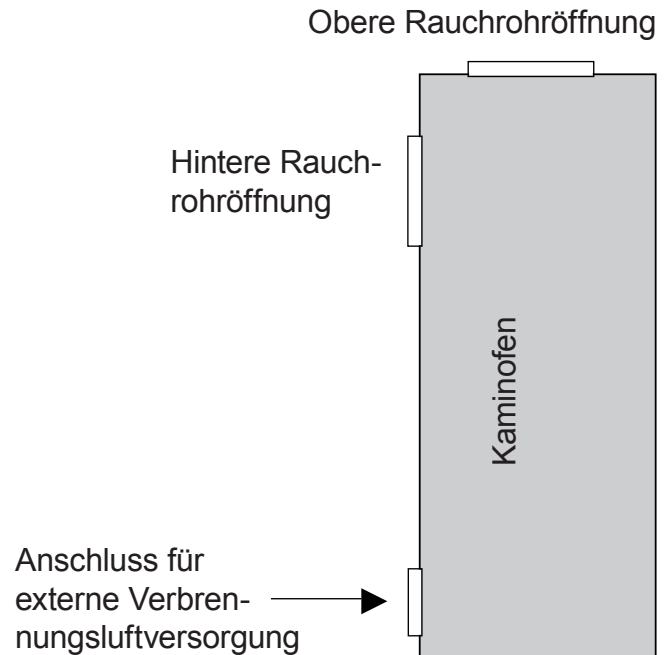 Obere Rauchrohröffnung
Hintere Rauch-
rohröffnung
Kaminofen
Anschluss für
externe Verbren-
nungsluftversorgung